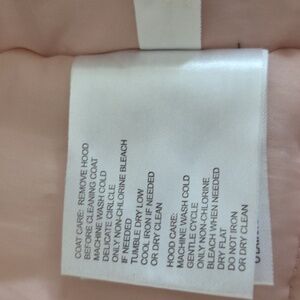 COAT CARE: REMOVE HOOD
BEFORE CLEANING COAT
MACHINE WASH COLD
DELICATE CIRLCLE
ONLY NON-CHLORINE BLEACH
IF NEEDED
TUMBLE DRY LOW
COOL IRON IF NEEDED
OR DRY CLEAN
HOOD CARE:
MACHINE WASH COLD
GENTLE CYCLE
ONLY NON-CHLORINE
BLEACH WHEN NEEDED
DRY FLAT
DO NOT IRON
OR DRY CLEAN